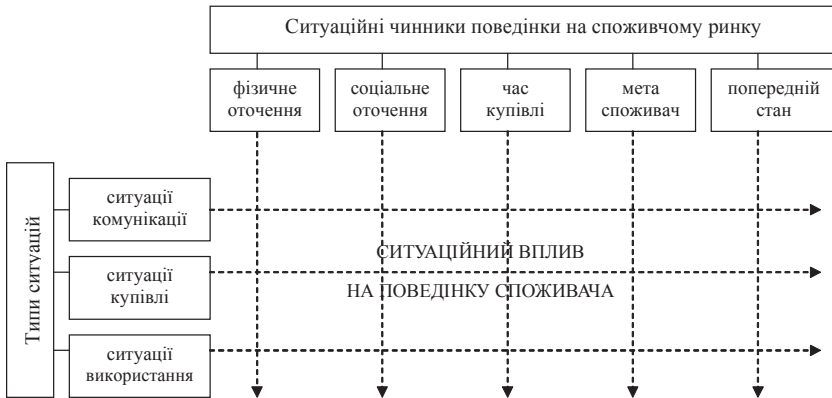 Ситуаційні чинники поведінки на споживчому ринку
фізичне
оточення
соціальне
оточення
час
купівлі
мета
споживач
попередній
стан
Типи ситуацій
ситуації
комунікації
СИТУАЦІЙНИЙ ВПЛИВ
ситуації
купівлі
НА ПОВЕДІНКУ СПОЖИВАЧА
ситуації
використання